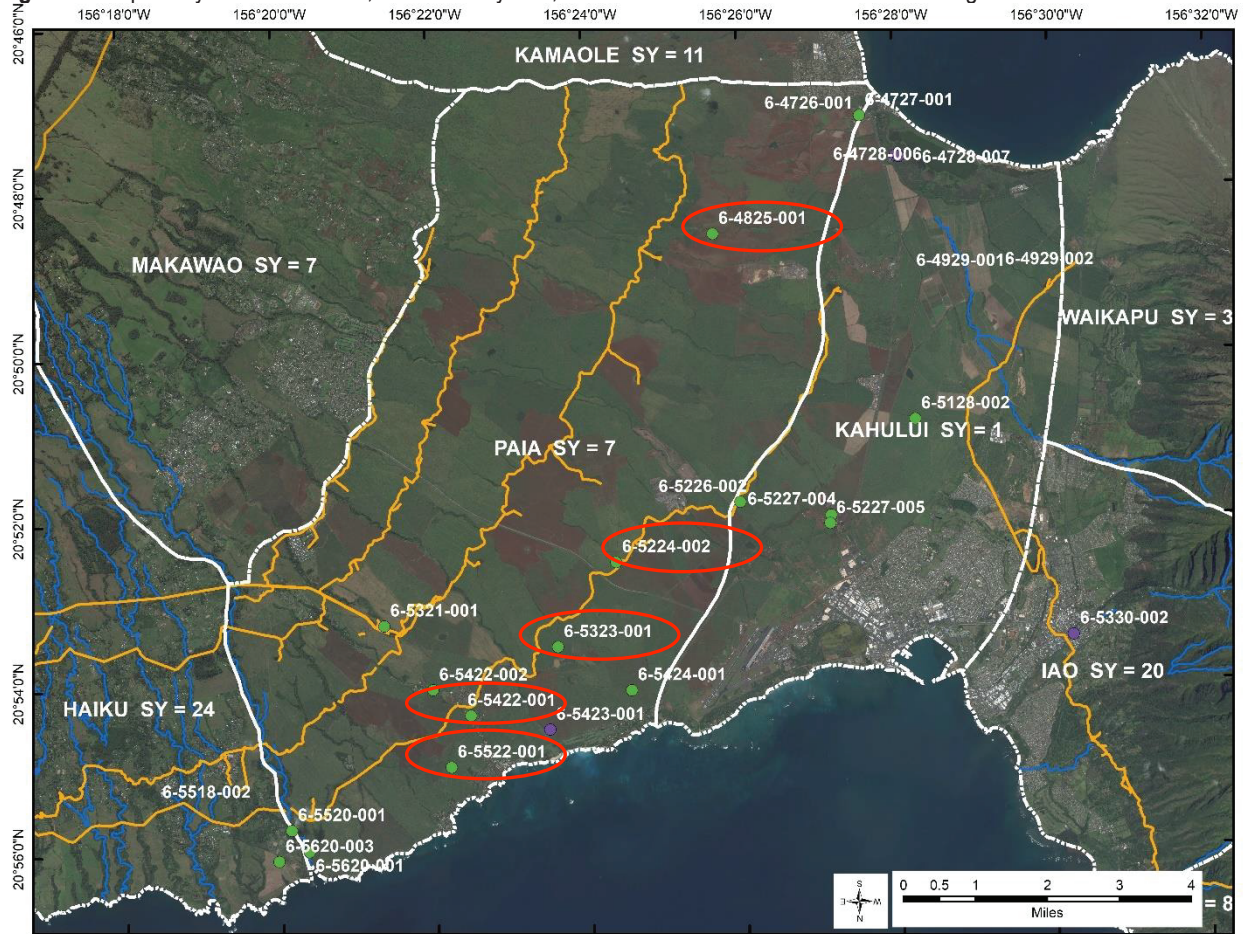 156°18'0"W 156°20'0"W 156°22'0"W 156°24'0"W 156°26'0"W 156°28'0"W 156°30'0"W 156°32'0"W
20°46'0"N
KAMAOLE SY = 11
6-4726-001 6-4727-001
6-4728-006 6-4728-007
20°48'0"N
6-4825-001
MAKAWAO SY = 7
6-4929-001 6-4929-002
WAIKAPU SY = 3
20°50'0"N
6-5128-002
KAHULUI SY = 1
PAIA SY = 7
6-5226-002
6-5227-004
6-5227-005
20°52'0"N
6-5224-002
6-5321-001
6-5323-001
6-5330-002
IAO SY = 20
6-5422-002
6-5424-001
20°54'0"N
6-5422-001
HAIKU SY = 24
6-5423-001
6-5522-001
6-5518-002
6-5520-001
6-5620-003
6-5620-001
20°56'0"N
S
E W
N
0 0.5 1 2 3 4
Miles
= 8